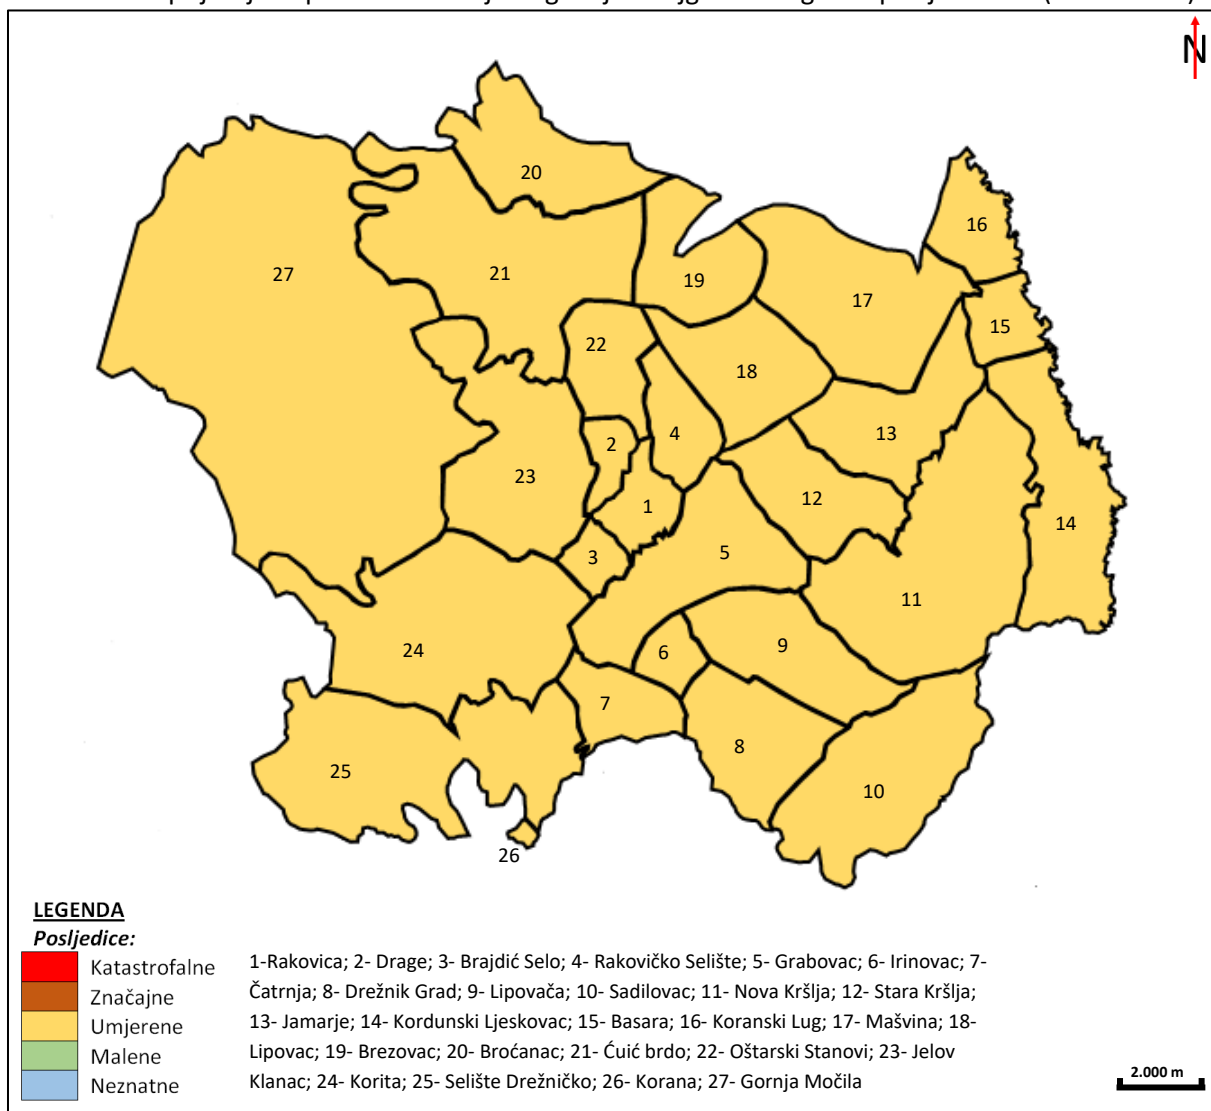 N
20
16
27
21
19
17
15
22
18
2
4
13
23
1
12
14
3
5
11
24
6
9
7
25
8
10
26
LEGENDA
Posljedice:
Katastrofalne
Značajne
Umjerene
Malene
Neznatne
1-Rakovica; 2- Drage; 3- Brajdić Selo; 4- Rakovičko Selište; 5- Grabovac; 6- Irinovac; 7-
Čatrnja; 8- Drežnik Grad; 9- Lipovača; 10- Sadilovac; 11- Nova Kršlja; 12- Stara Kršlja;
13- Jamarje; 14- Kordunski Ljeskovac; 15- Basara; 16- Koranski Lug; 17- Mašvina; 18-
Lipovac; 19- Brezovac; 20- Broćanac; 21- Ćuić brdo; 22- Oštarski Stanovi; 23- Jelov
Klanac; 24- Korita; 25- Selište Drežničko; 26- Korana; 27- Gornja Močila
2.000 m